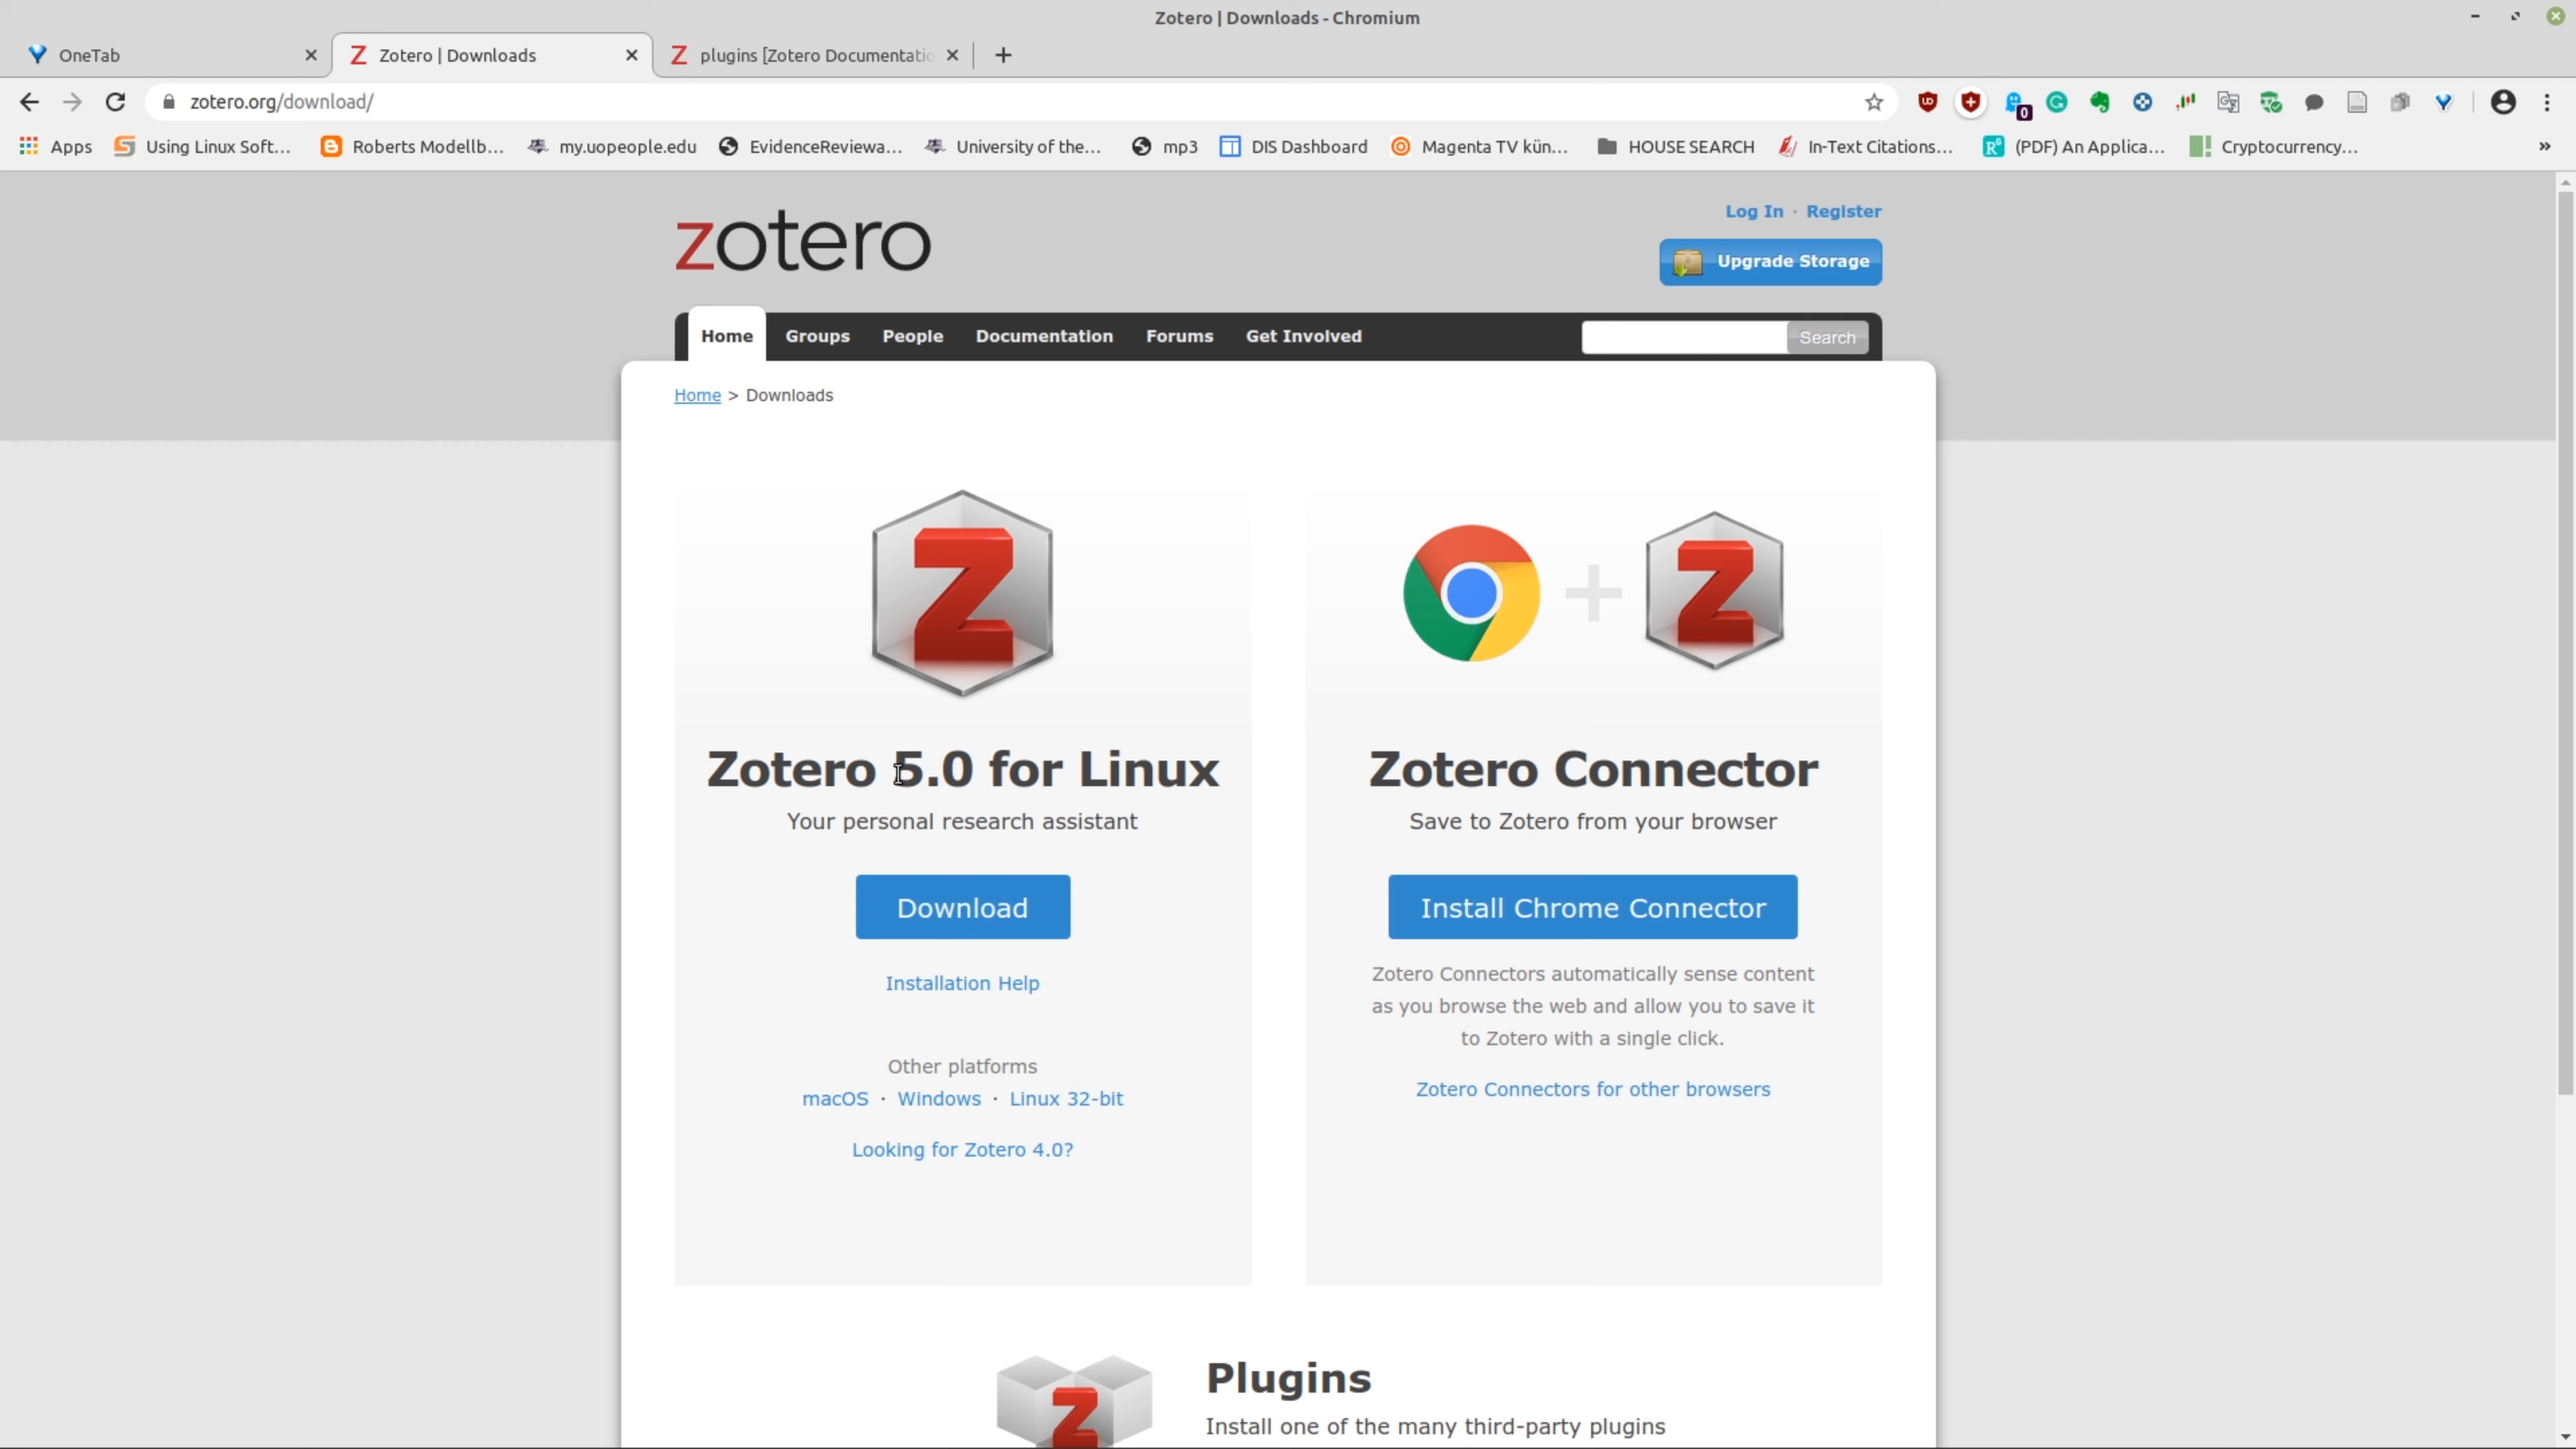 Zotero | Downloads - Chromium
OneTab
Zotero | Downloads
plugins [Zotero Documentatio
zotero.org/download/
0
Apps
Using Linux Soft...
Roberts Modellb...
my.uopeople.edu
EvidenceReviewa...
University of the...
mp3
DIS Dashboard
Magenta TV kün...
HOUSE SEARCH
In-Text Citations...
(PDF) An Applica...
Cryptocurrency...
»
zotero
Log In · Register
Upgrade Storage
Home Groups People Documentation Forums Get Involved
Search
Home > Downloads
Zotero 5.0 for Linux
Your personal research assistant
Download
Installation Help
Other platforms
macOS · Windows · Linux 32-bit
Looking for Zotero 4.0?
Zotero Connector
Save to Zotero from your browser
Install Chrome Connector
Zotero Connectors automatically sense content
as you browse the web and allow you to save it
to Zotero with a single click.
Zotero Connectors for other browsers
Plugins
Install one of the many third-party plugins